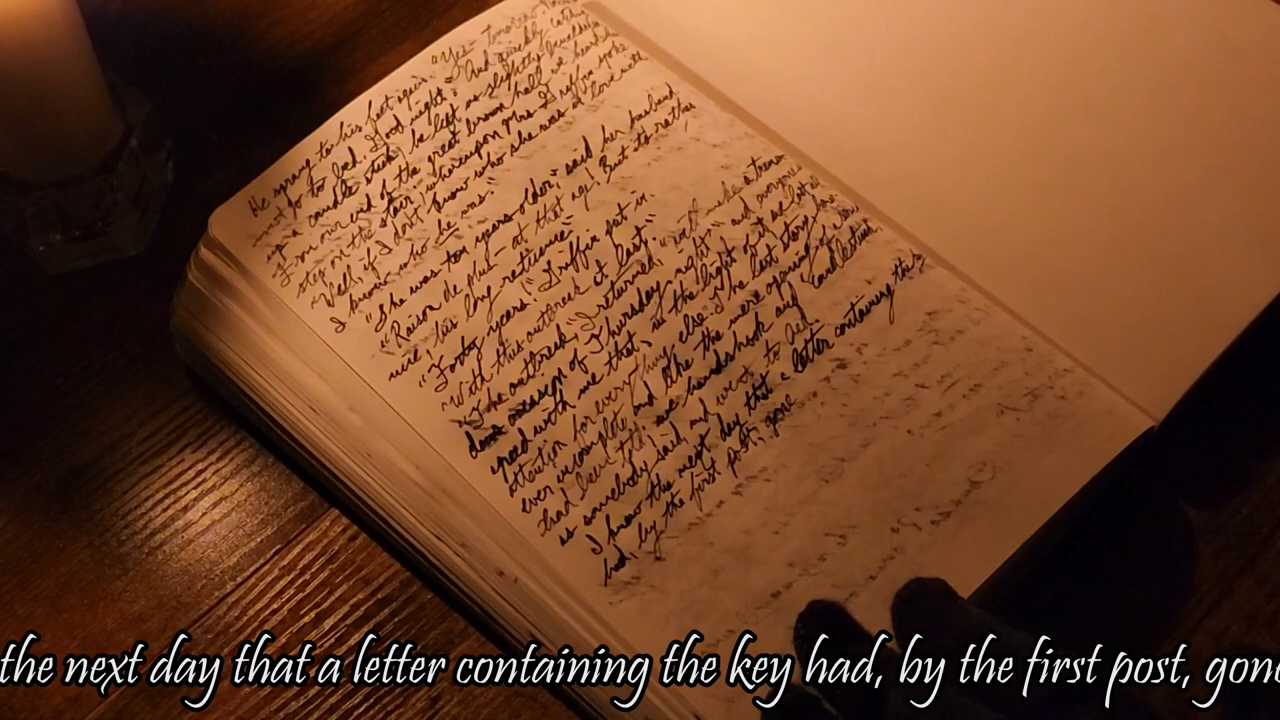 He sprang to his feet again. "Yes- tomorrow
must go to bed. Good night." And quickly catching
up a candle stick, he left us slightly bewildered.
From our end of the great brown hall we heard his
step on the stair; whereupon Mrs. Griffin spoke.
"Well, if I don't know who she was in love with
I know who he was."
"She was ten years older," said her husband
"Raison de plus- at that age! But its rather
nice, his long reticence."
"Forty years!" Griffin put in
"With this outbreak at last."
"The outbreak," I returned, "will make a tremen
dous occasion of Thursday night;" and everyone
agreed with me that in the light of it we lost all
attention for everything else. The last story, how
ever incomplete and like the mere opening of a serial
had been told; we handshook and "candlestuck"
as somebody said, and went to bed.
I knew the next day that a letter containing the
had, by the first post, gone
the next day that a letter containing the key had, by the first post, gone